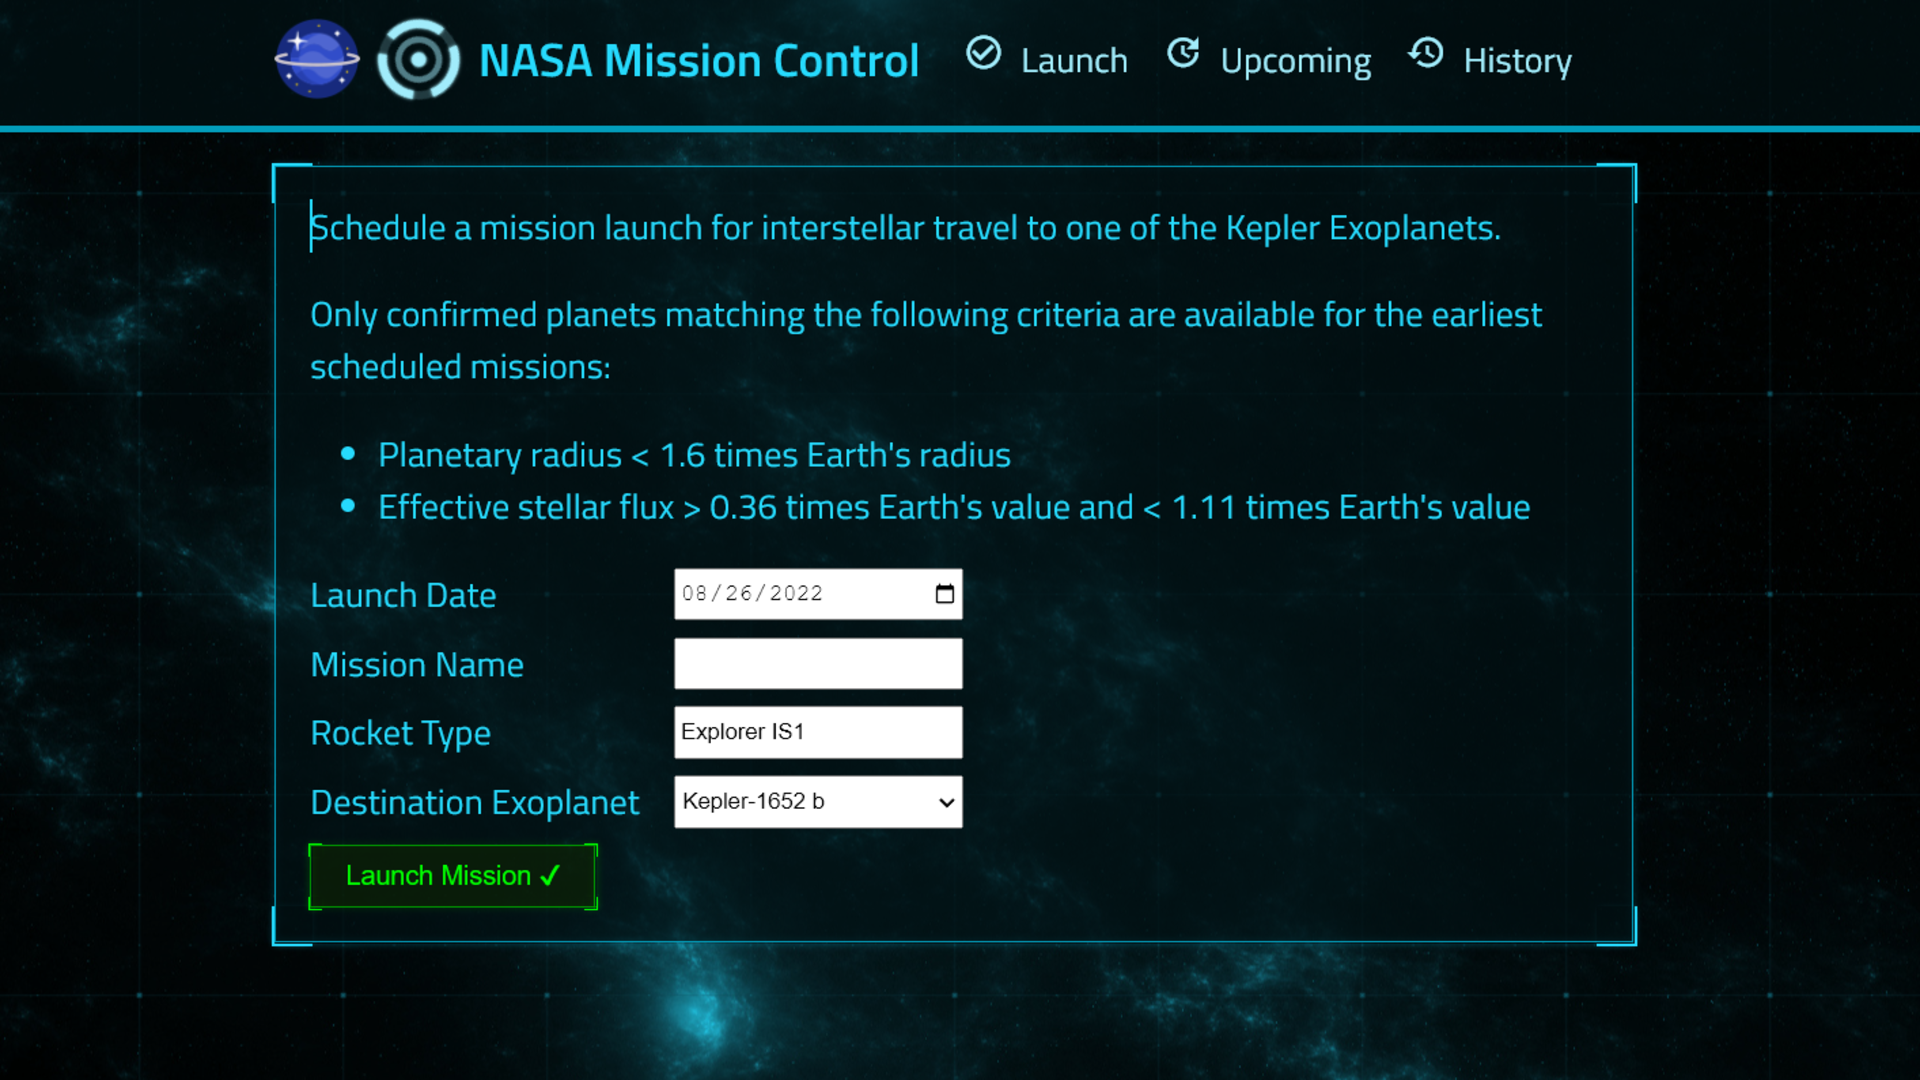 NASA Mission Control
Launch
Upcoming
History
Schedule a mission launch for interstellar travel to one of the Kepler Exoplanets.
Only confirmed planets matching the following criteria are available for the earliest
scheduled missions:
Planetary radius < 1.6 times Earth's radius
Effective stellar flux > 0.36 times Earth's value and < 1.11 times Earth's value
Launch Date 08/26/2022
Mission Name
Rocket Type Explorer IS1
Destination Exoplanet Kepler-1652 b
Launch Mission ✓